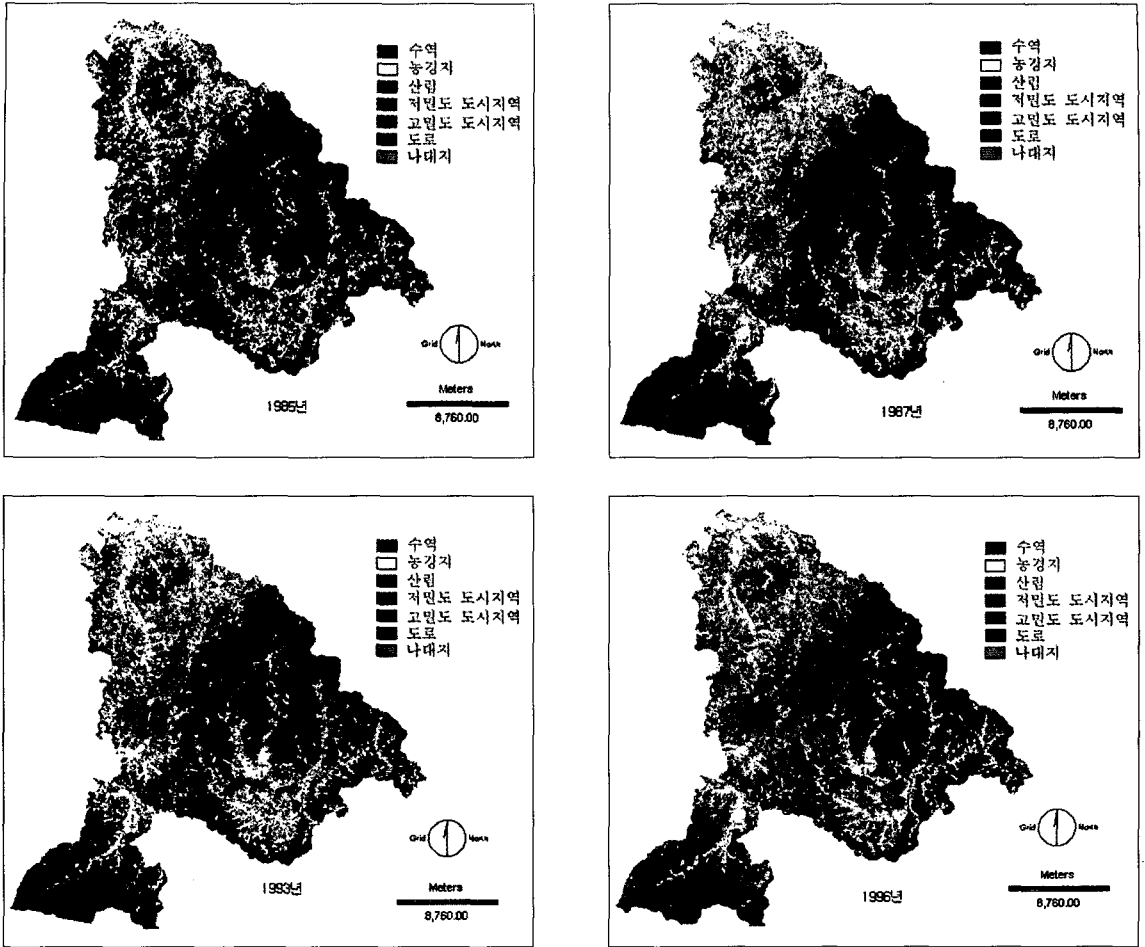 수역
농경지
산림
저밀도 도시지역
고밀도 도시지역
도로
나대지
Grid North
Meters
1985년
8,760.00
수역
농경지
산림
저밀도 도시지역
고밀도 도시지역
도로
나대지
Grid North
Meters
1987년
8,760.00
수역
농경지
산림
저밀도 도시지역
고밀도 도시지역
도로
나대지
Grid North
Meters
1993년
8,760.00
수역
농경지
산림
저밀도 도시지역
고밀도 도시지역
도로
나대지
Grid North
Meters
1996년
8,760.00